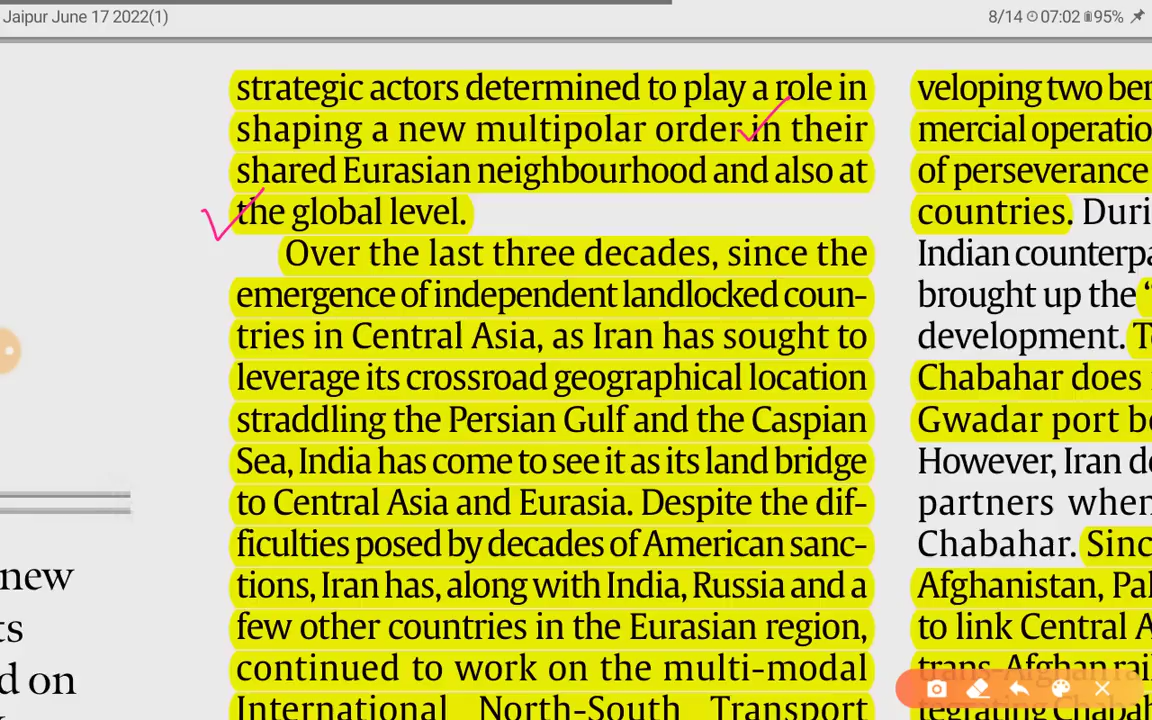 Jaipur June 17 2022(1)
8/14 07:02 95%
strategic actors determined to play a role in
shaping a new multipolar order in their
shared Eurasian neighbourhood and also at
the global level.
Over the last three decades, since the
emergence of independent landlocked coun-
tries in Central Asia, as Iran has sought to
leverage its crossroad geographical location
straddling the Persian Gulf and the Caspian
Sea, India has come to see it as its land bridge
to Central Asia and Eurasia. Despite the dif-
ficulties posed by decades of American sanc-
tions, Iran has, along with India, Russia and a
few other countries in the Eurasian region,
continued to work on the multi-modal
International North-South Transport
veloping two ber
mercial operatio
of perseverance
countries. Duri
Indian counterpa
brought up the “
development. T
Chabahar does
Gwadar port b
However, Iran d
partners when
Chabahar. Sinc
Afghanistan, Pal
to link Central A
trans-Afghan rail
tegrating Chabah
new
ts
d on